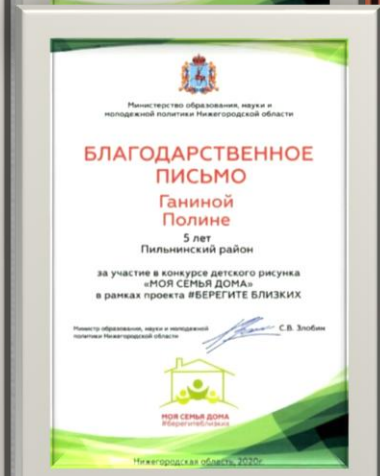 Министерство образования, науки и
молодежной политики Нижегородской области
БЛАГОДАРСТВЕННОЕ
ПИСЬМО
Ганиной
Полине
5 лет
Пильнинский район
за участие в конкурсе детского рисунка
«МОЯ СЕМЬЯ ДОМА»
в рамках проекта #БЕРЕГИТЕ БЛИЗКИХ
Министр образования, науки и молодежной
политики Нижегородской области
С.В. Злобин
МОЯ СЕМЬЯ ДОМА
#берегитеблизких
Нижегородская область, 2020г.